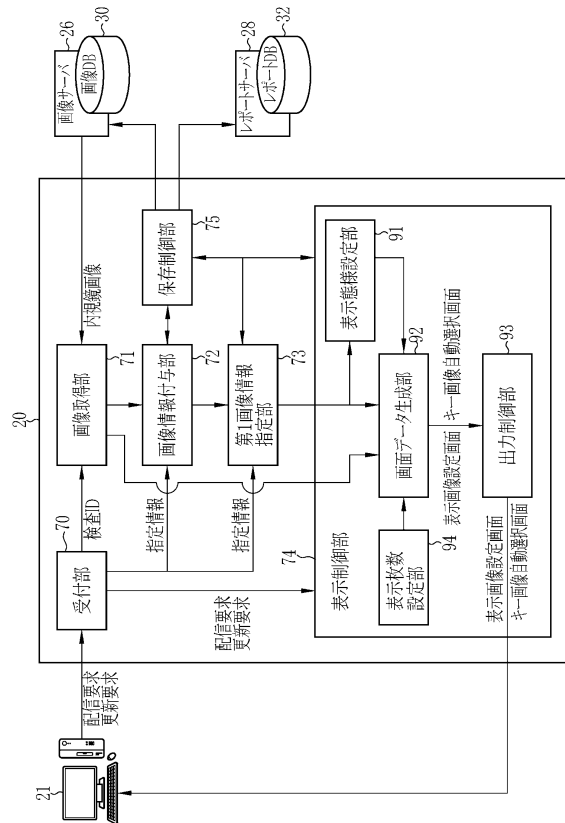 20
21
配信要求
更新要求
70
受付部
検査ID
71
画像取得部
内視鏡画像
26
画像サーバ
画像DB
30
指定情報
72
画像情報付与部
75
保存制御部
28
レポートサーバ
レポートDB
32
指定情報
73
第1画像情報
指定部
配信要求
更新要求
74
表示制御部
91
表示態様設定部
92
画面データ生成部
94
表示枚数
設定部
表示画像設定画面
キー画像自動選択画面
93
出力制御部
表示画像設定画面
キー画像自動選択画面